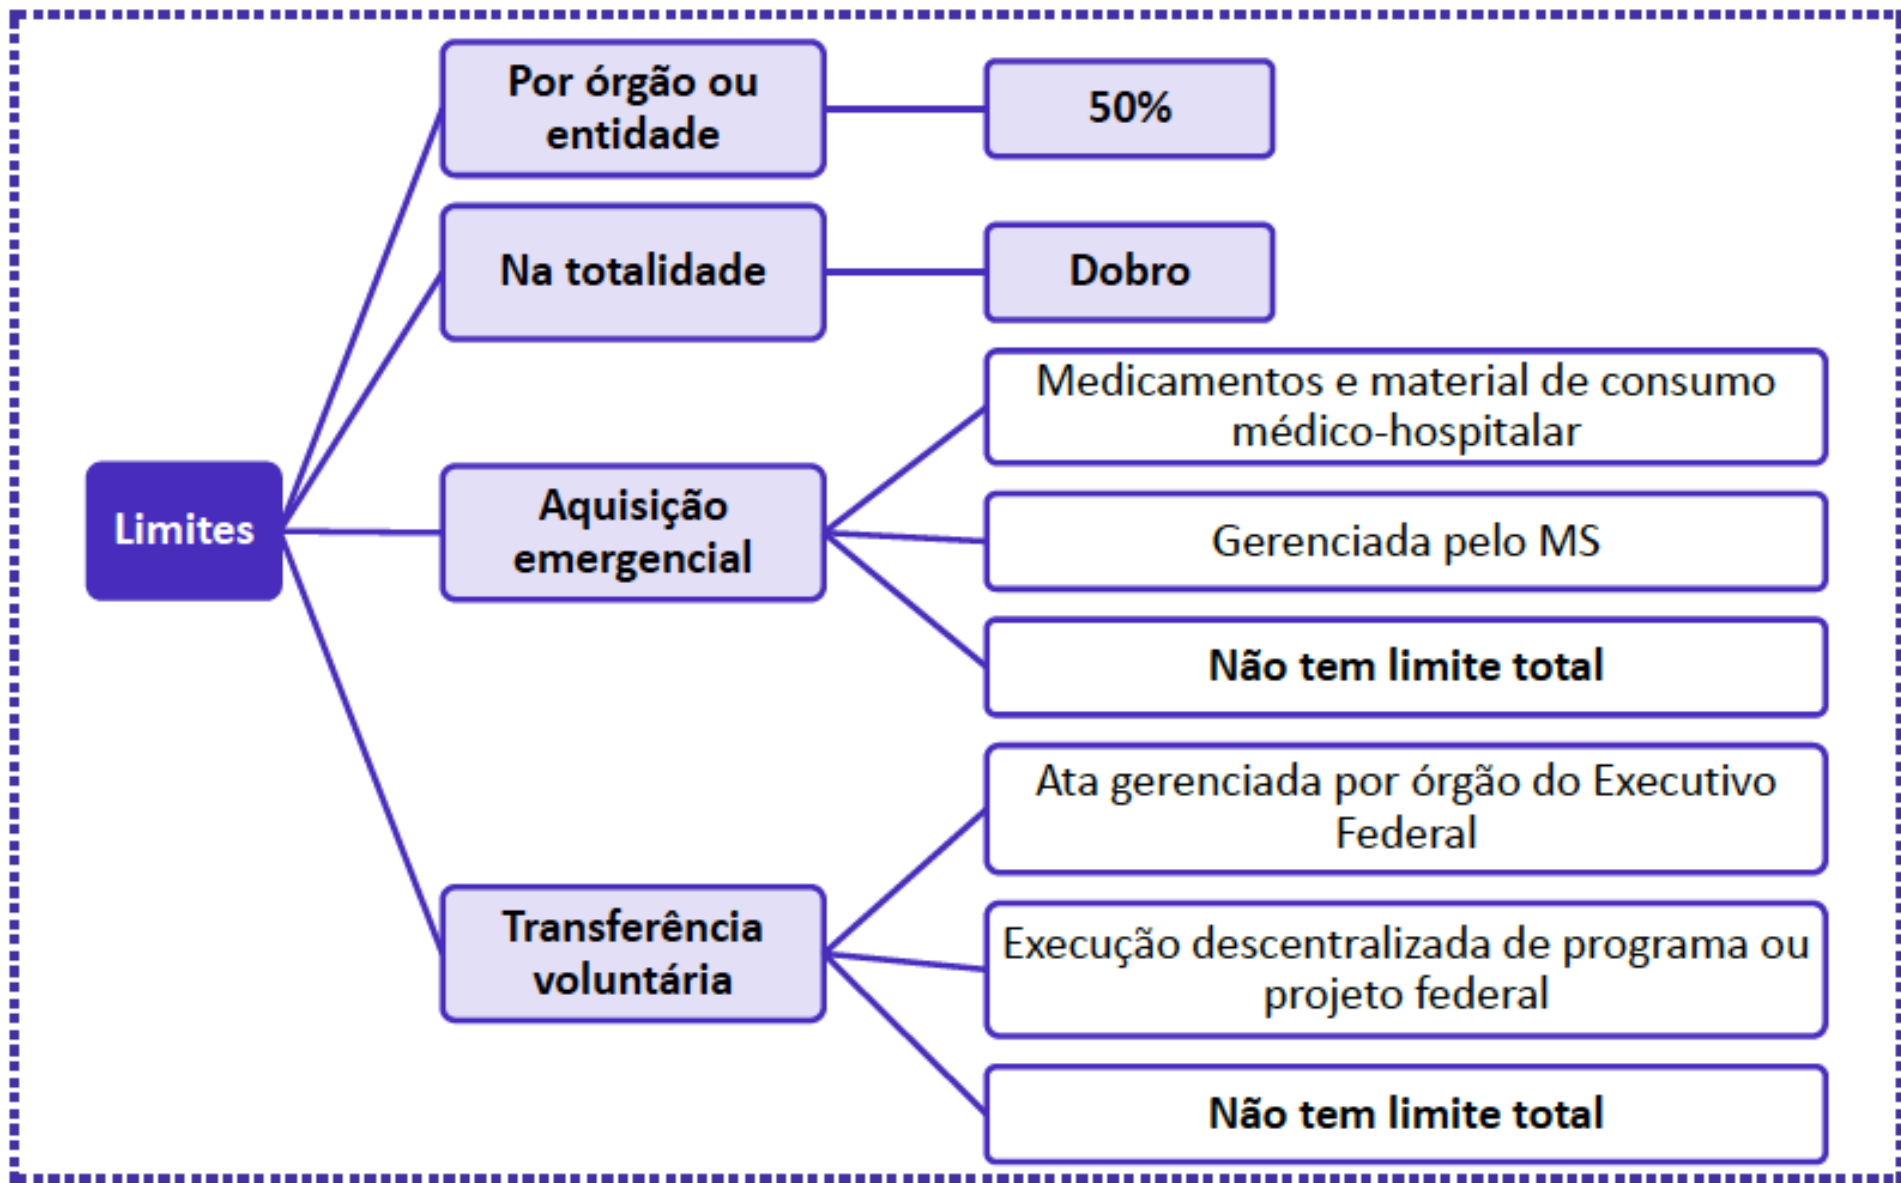 Por órgão ou
entidade
50%
Na totalidade
Dobro
Limites
Aquisição
emergencial
Medicamentos e material de consumo
médico-hospitalar
Gerenciada pelo MS
Não tem limite total
Transferência
voluntária
Ata gerenciada por órgão do Executivo
Federal
Execução descentralizada de programa ou
projeto federal
Não tem limite total